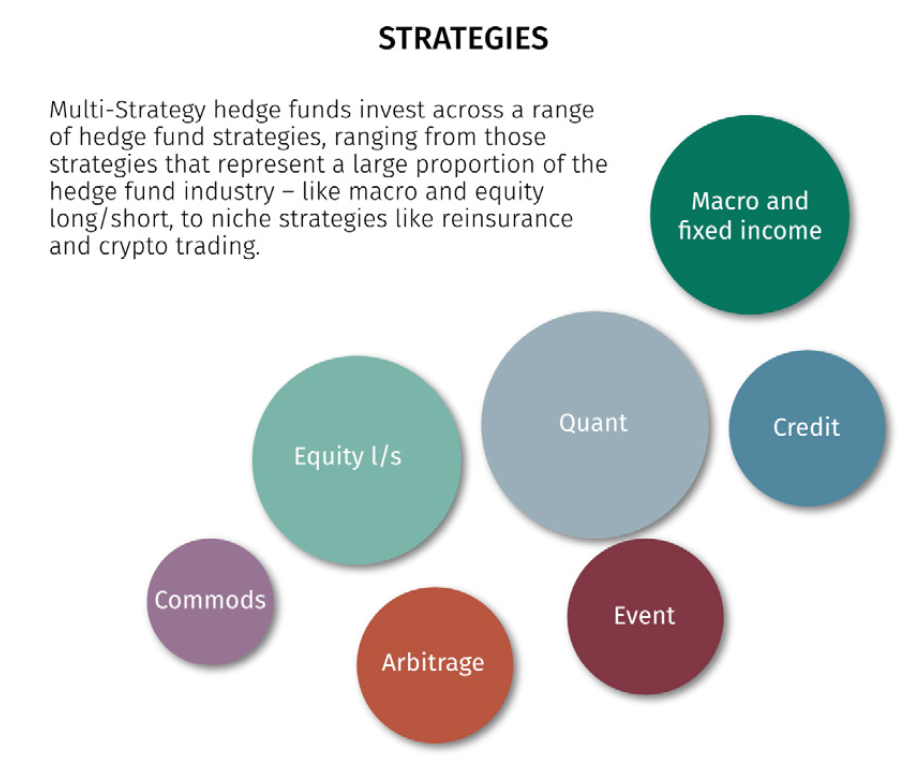 STRATEGIES
Multi-Strategy hedge funds invest across a range
of hedge fund strategies, ranging from those
strategies that represent a large proportion of the
hedge fund industry – like macro and equity
long/short, to niche strategies like reinsurance
and crypto trading.
Macro and
fixed income
Quant
Credit
Equity l/s
Commods
Event
Arbitrage